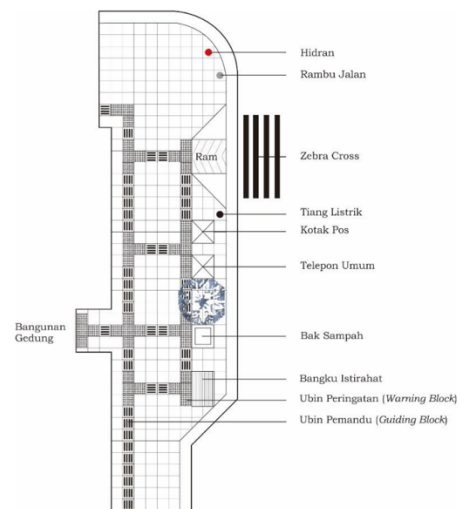 Hidran
Rambu Jalan
Ram
Zebra Cross
Tiang Listrik
Kotak Pos
Telepon Umum
Bangunan
Gedung
Bak Sampah
Bangku Istirahat
Ubin Peringatan (Warning Block)
Ubin Pemandu (Guiding Block)